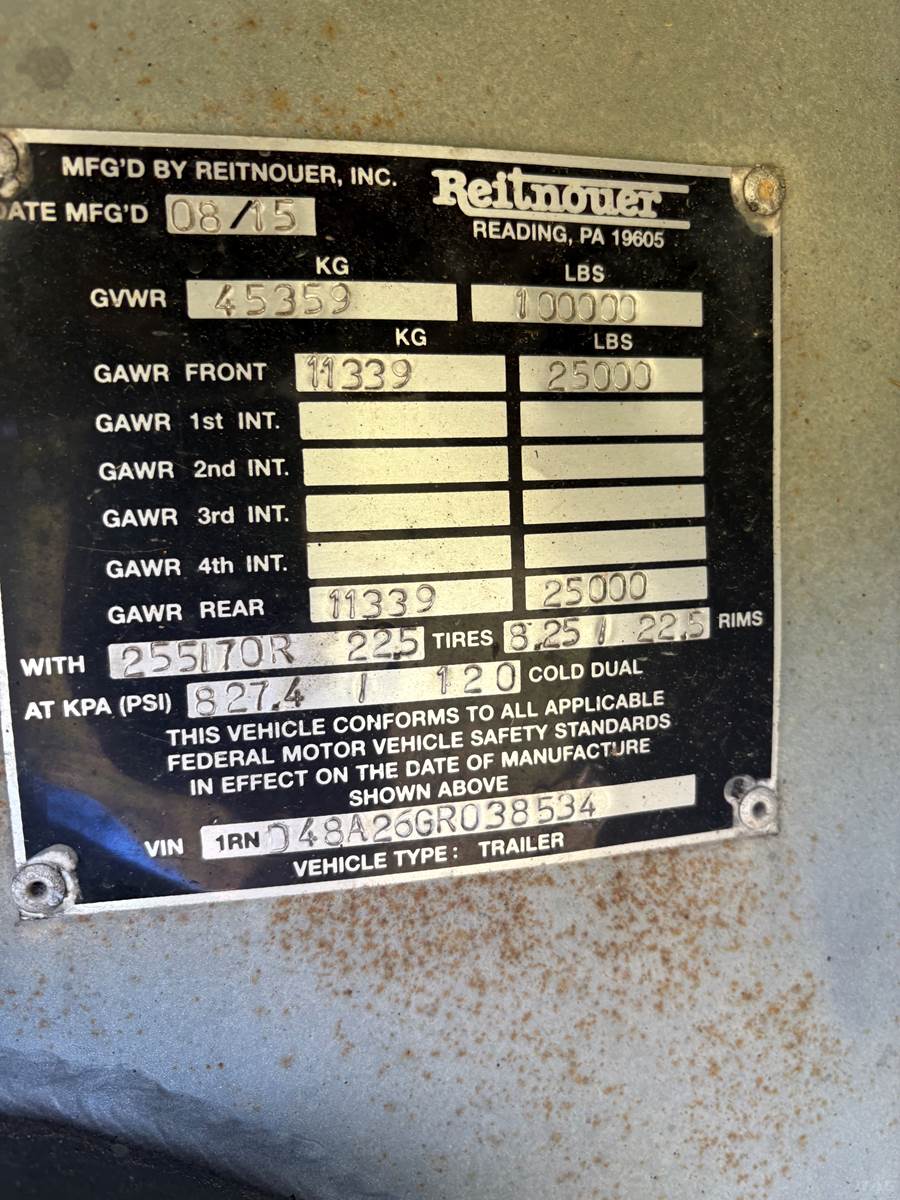 MFG'D BY REITNOUER, INC.
Reitnouer
DATE MFG'D 08/15
READING, PA 19605
KG LBS
GVWR 45359 100000
KG LBS
GAWR FRONT 11339 25000
GAWR 1st INT.
GAWR 2nd INT.
GAWR 3rd INT.
GAWR 4th INT.
GAWR REAR 11339 25000
WITH 255/70R 22.5 TIRES 8.25 / 22.5 RIMS
AT KPA (PSI) 827.4 / 120 COLD DUAL
THIS VEHICLE CONFORMS TO ALL APPLICABLE
FEDERAL MOTOR VEHICLE SAFETY STANDARDS
IN EFFECT ON THE DATE OF MANUFACTURE
SHOWN ABOVE
VIN 1RND48A26GR038534
VEHICLE TYPE: TRAILER